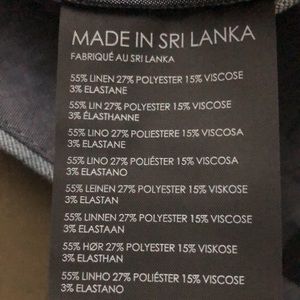 MADE IN SRI LANKA
FABRIQUÉ AU SRI LANKA
55% LINEN 27% POLYESTER 15% VISCOSE
3% ELASTANE
55% LIN 27% POLYESTER 15% VISCOSE
3% ÉLASTHANNE
55% LINO 27% POLIESTERE 15% VISCOSA
3% ELASTANE
55% LINO 27% POLIÉSTER 15% VISCOSA
3% ELASTANO
55% LEINEN 27% POLYESTER 15% VISKOSE
3% ELASTAN
55% LINNEN 27% POLYESTER 15% VISCOSE
3% ELASTAAN
55% HØR 27% POLYESTER 15% VISKOSE
3% ELASTHAN
55% LINHO 27% POLIÉSTER 15% VISCOSE
3% ELASTANO